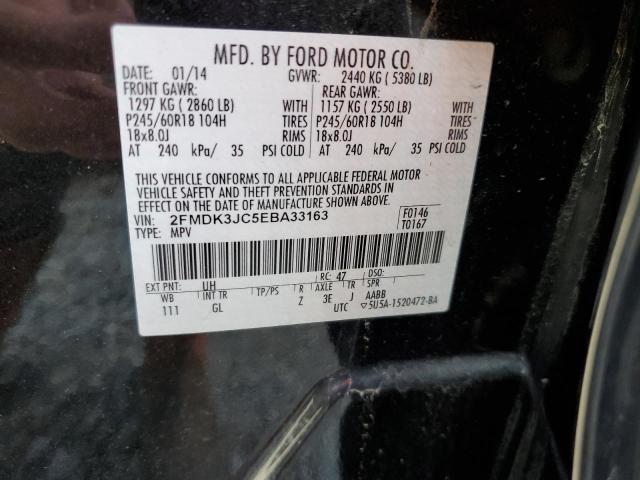 MFD. BY FORD MOTOR CO.
DATE: 01/14 GVWR: 2440 KG ( 5380 LB)
FRONT GAWR: REAR GAWR:
1297 KG ( 2860 LB) WITH 1157 KG ( 2550 LB) WITH
P245/60R18 104H TIRES P245/60R18 104H TIRES
18x8.0J RIMS 18x8.0J RIMS
AT 240 kPa/ 35 PSI COLD AT 240 kPa/ 35 PSI COLD
THIS VEHICLE CONFORMS TO ALL APPLICABLE FEDERAL MOTOR
VEHICLE SAFETY AND THEFT PREVENTION STANDARDS IN
EFFECT ON THE DATE OF MANUFACTURE SHOWN ABOVE.
VIN: 2FMDK3JC5EBA33163 F0146
TYPE: MPV T0167
EXT PNT: UH RC: 47 DSO:
WB INT TR TP/PS R AXLE TR SPR
111 GL Z 3E J AABB
UTC ▽5U5A-1520472-BA